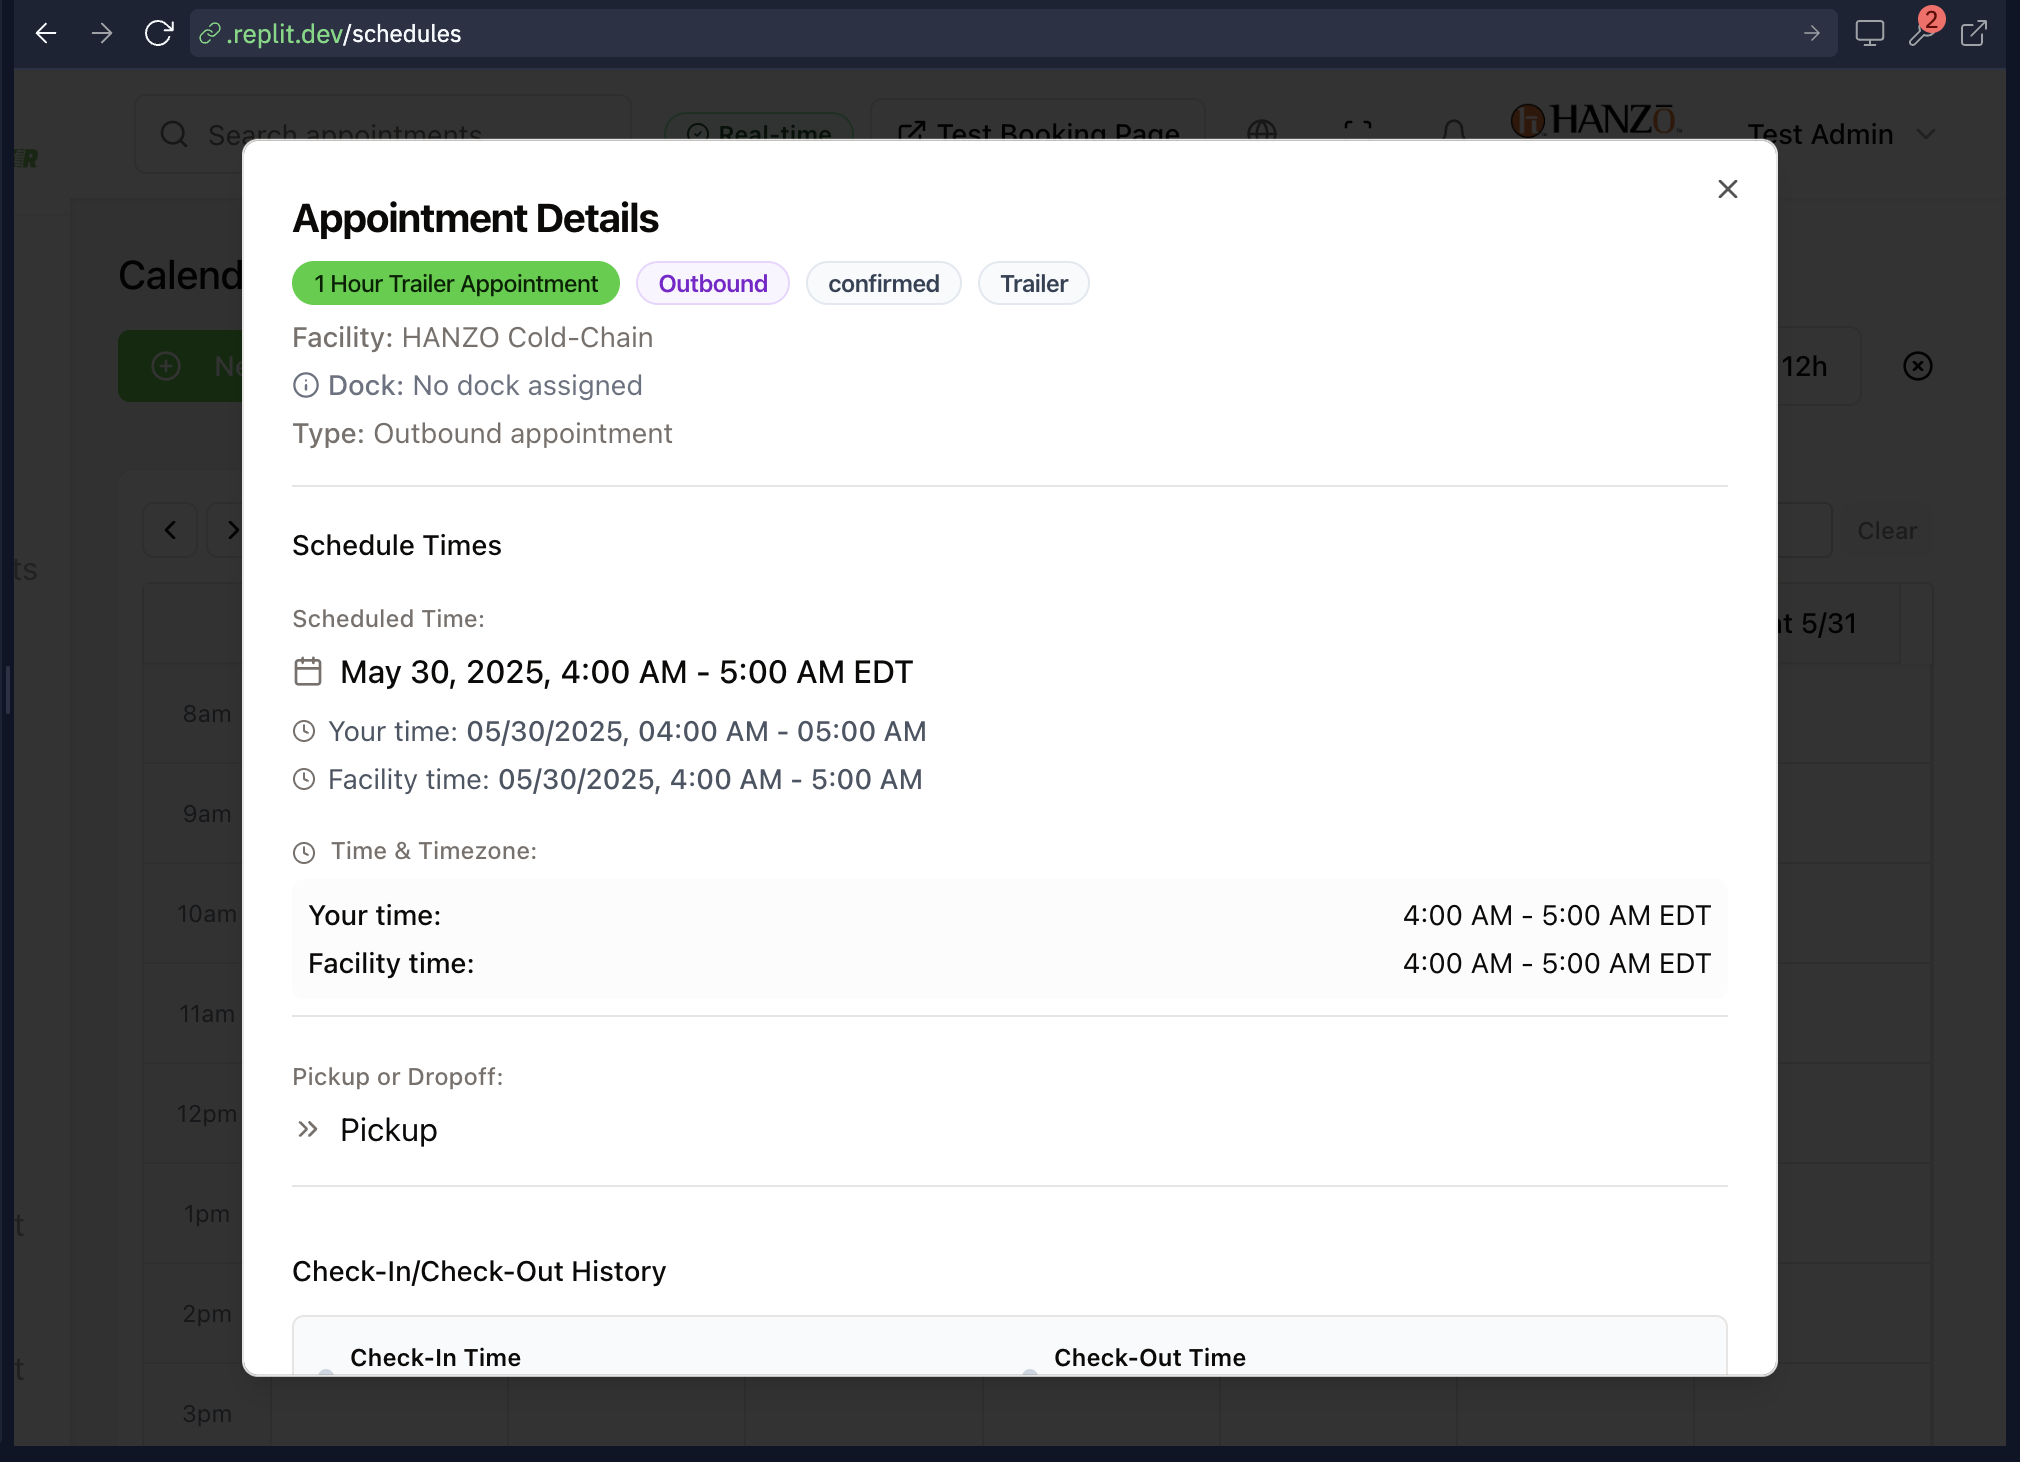 .replit.dev/schedules
2
Search appointments
Real-time
Test Booking Page
HANZO
Test Admin
Appointment Details
Calend
1 Hour Trailer Appointment
Outbound
confirmed
Trailer
Facility: HANZO Cold-Chain
Ne
12h
Dock: No dock assigned
Type: Outbound appointment
Clear
Schedule Times
ts
Scheduled Time:
5/31
May 30, 2025, 4:00 AM - 5:00 AM EDT
8am
Your time: 05/30/2025, 04:00 AM - 05:00 AM
Facility time: 05/30/2025, 4:00 AM - 5:00 AM
9am
Time & Timezone:
10am
Your time: 4:00 AM - 5:00 AM EDT
Facility time: 4:00 AM - 5:00 AM EDT
11am
Pickup or Dropoff:
12pm
Pickup
1pm
Check-In/Check-Out History
2pm
Check-In Time
Check-Out Time
3pm